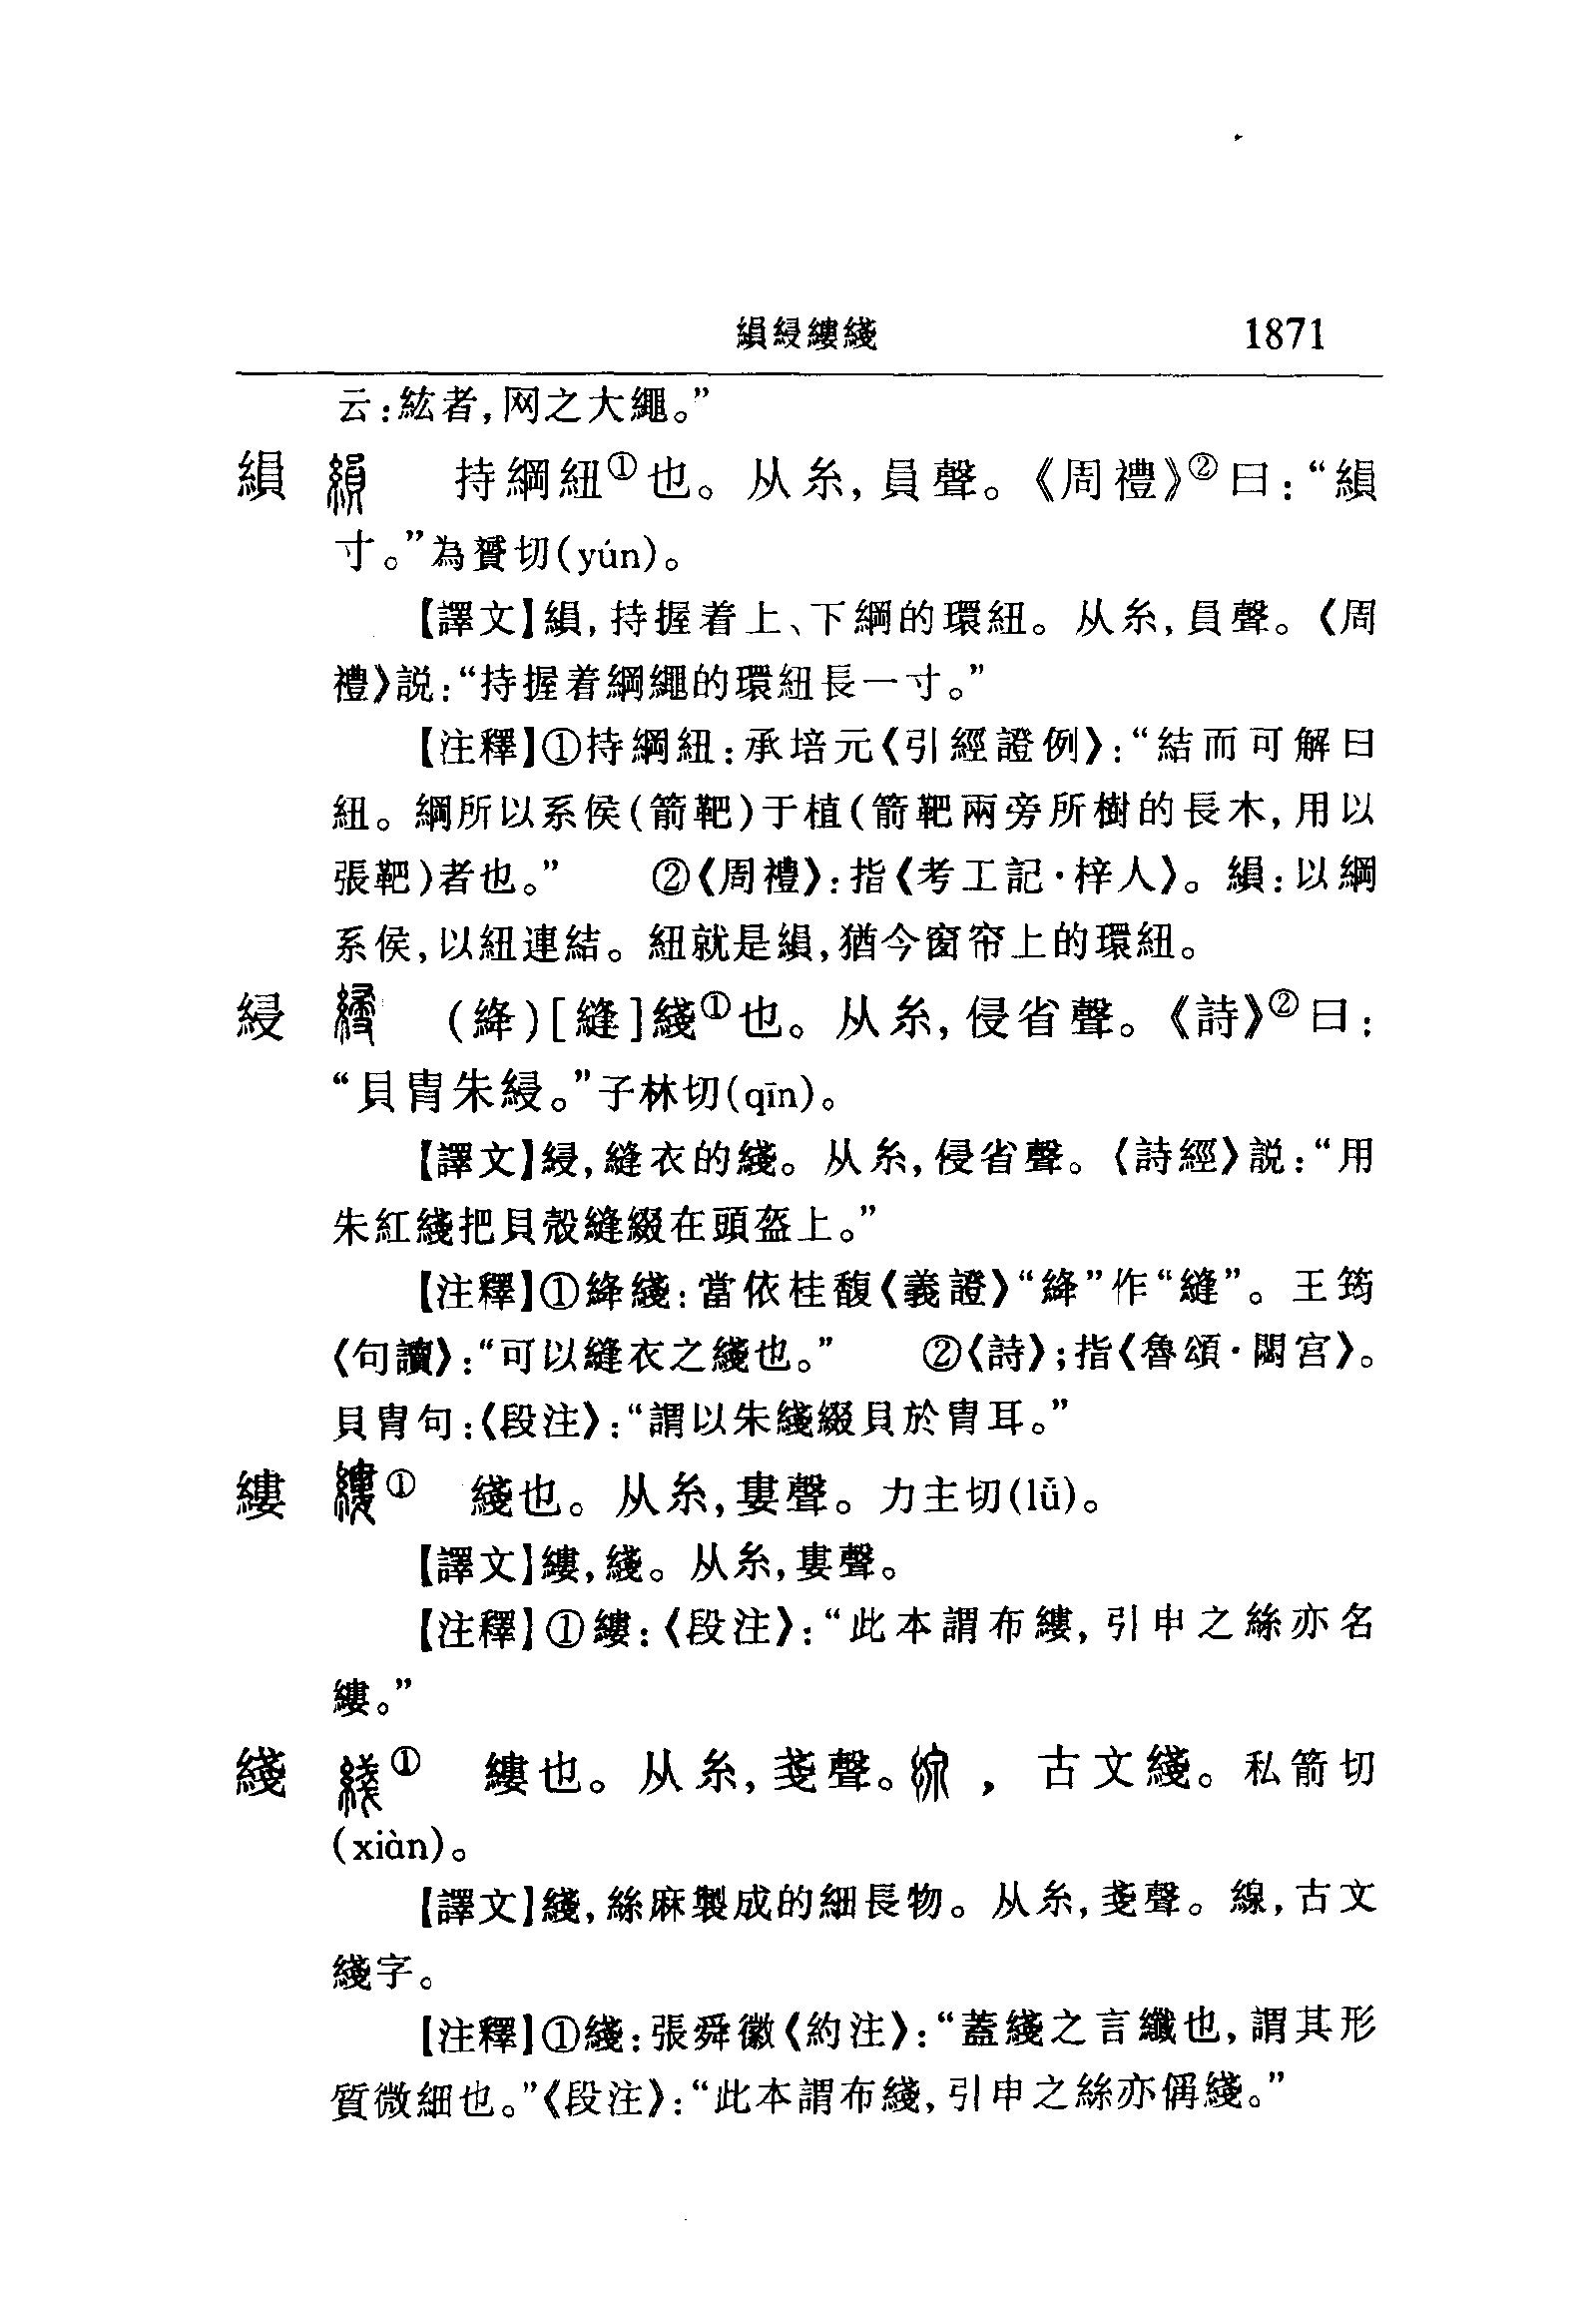 縜綅縷綫 1871
云:紘者,网之大繩。”
縜 持綱紐①也。从糸,員聲。《周禮》②曰:“縜
寸。”為贇切(yún)。
【譯文】縜,持握着上、下綱的環紐。从糸,員聲。《周
禮》説:“持握着綱繩的環紐長一寸。”
【注釋】①持綱紐:承培元《引經證例》:“結而可解曰
紐。綱所以系侯(箭靶)于植(箭靶兩旁所樹的長木,用以
張靶)者也。” ②《周禮》:指《考工記·梓人》。縜:以綱
系侯,以紐連結。紐就是縜,猶今窗帘上的環紐。
綅 (絳)[縫]綫①也。从糸,侵省聲。《詩》②曰:
“貝冑朱綅。”子林切(qīn)。
【譯文】綅,縫衣的綫。从糸,侵省聲。《詩經》説:“用
朱紅綫把貝殼縫綴在頭盔上。”
【注釋】①絳綫:當依桂馥《義證》“絳”作“縫”。王筠
《句讀》:“可以縫衣之綫也。” ②《詩》;指《魯頌·閟宫》。
貝冑句:《段注》:“謂以朱綫綴貝於冑耳。”
縷 ① 綫也。从糸,婁聲。力主切(lǚ)。
【譯文】縷,綫。从糸,婁聲。
【注釋】①縷:《段注》:“此本謂布縷,引申之絲亦名
縷。”
綫 ① 縷也。从糸,戔聲。 , 古文綫。私箭切
(xiàn)。
【譯文】綫,絲麻製成的細長物。从糸,戔聲。線,古文
綫字。
【注釋】①綫:張舜徽《約注》:“蓋綫之言纖也,謂其形
質微細也。”《段注》:“此本謂布綫,引申之絲亦偁綫。”